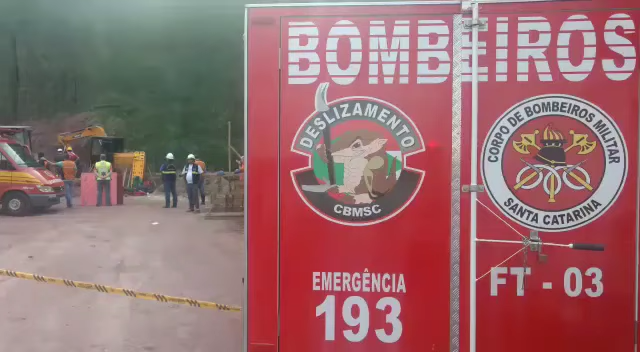 BOMBEIROS
DESLIZAMENTO
CBMSC
CORPO DE BOMBEIROS MILITAR
SANTA CATARINA
EMERGÊNCIA
193
FT - 03